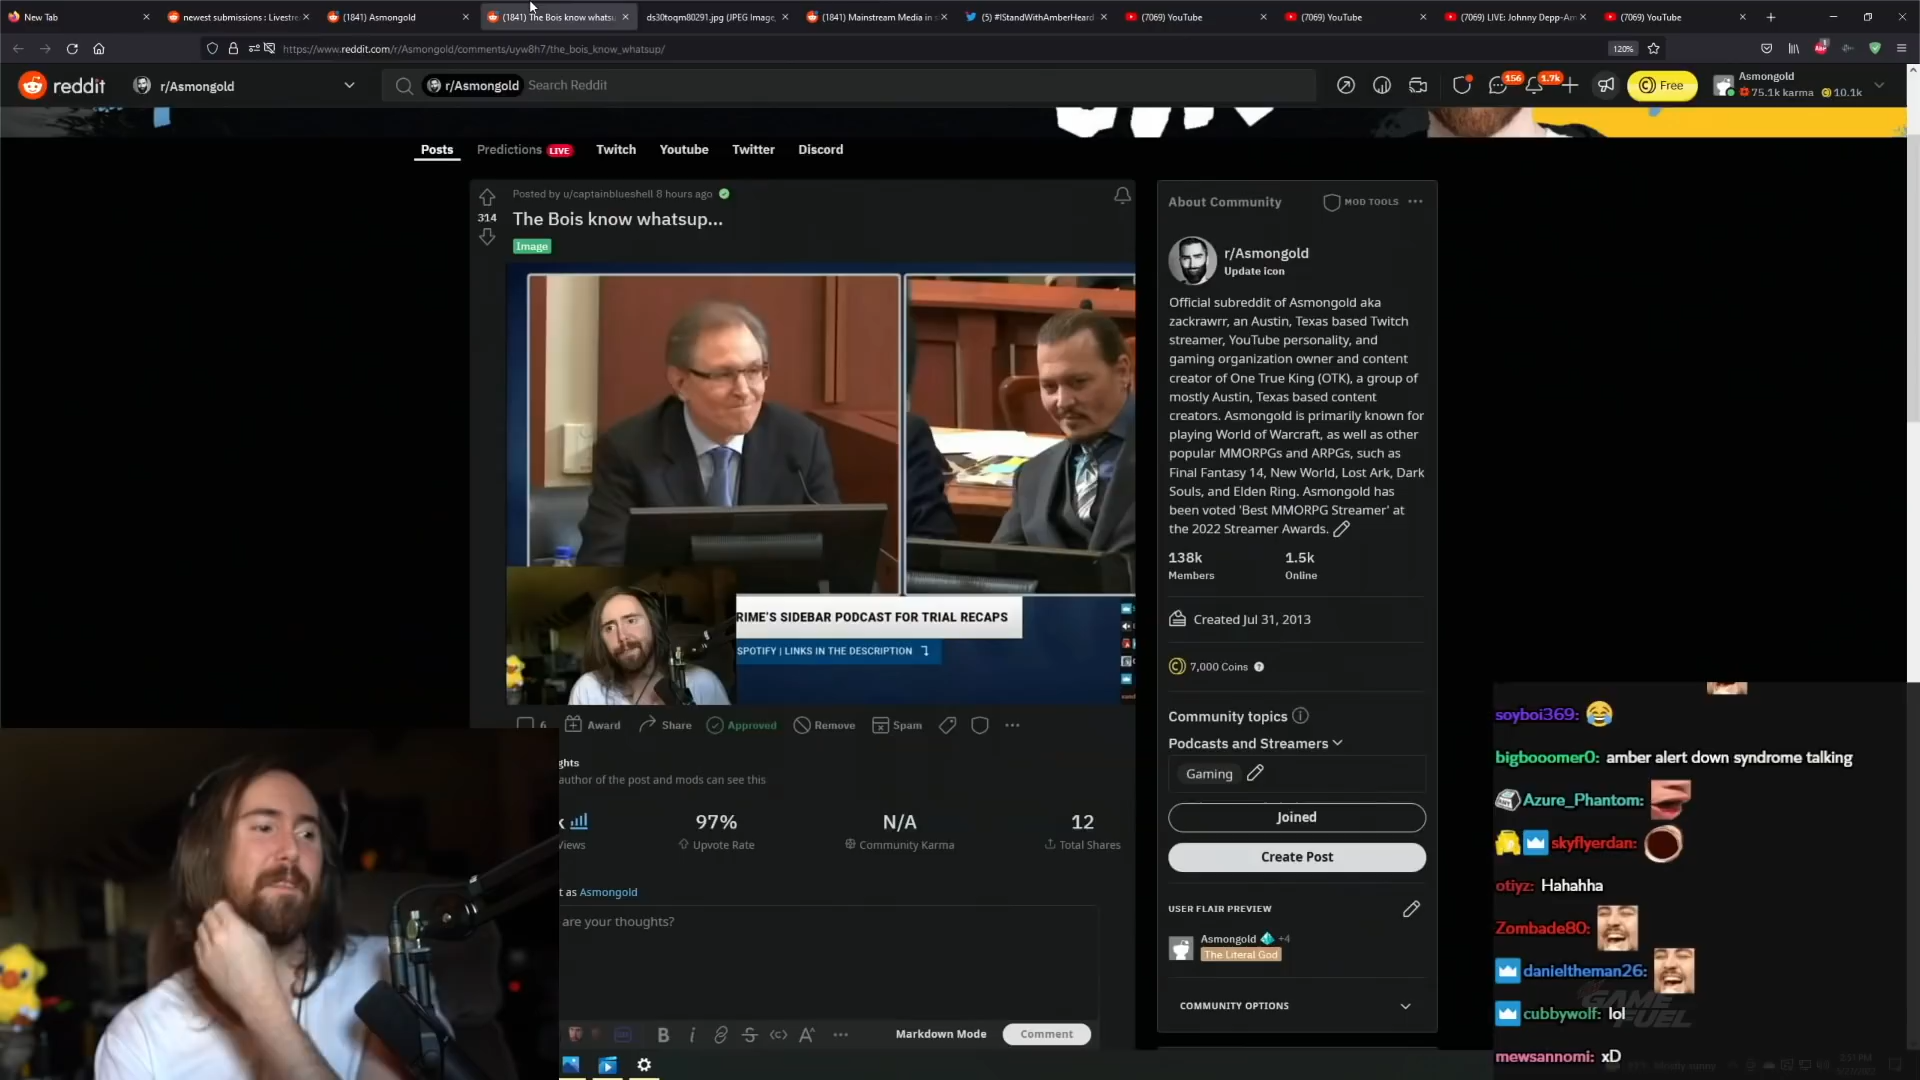 New Tab
newest submissions : Livestre
(1841) Asmongold
(1841) The Bois know whatsu
ds30toqm80291.jpg (JPEG Image,
(1841) Mainstream Media in s
(5) #IStandWithAmberHeard
(7069) YouTube
(7069) YouTube
(7069) LIVE: Johnny Depp-Am
(7069) YouTube
https://www.reddit.com/r/Asmongold/comments/uyw8h7/the_bois_know_whatsup/
120%
reddit
r/Asmongold
r/Asmongold
Search Reddit
156
1.7k
Free
Asmongold
75.1k karma
10.1k
Posts
Predictions LIVE
Twitch
Youtube
Twitter
Discord
Posted by u/captainblueshell 8 hours ago
314
The Bois know whatsup...
Image
RIME'S SIDEBAR PODCAST FOR TRIAL RECAPS
SPOTIFY | LINKS IN THE DESCRIPTION
6
Award
Share
Approved
Remove
Spam
ghts
author of the post and mods can see this
k
Views
97%
Upvote Rate
N/A
Community Karma
12
Total Shares
t as Asmongold
are your thoughts?
Markdown Mode
Comment
About Community
MOD TOOLS
r/Asmongold
Update icon
Official subreddit of Asmongold aka
zackrawrr, an Austin, Texas based Twitch
streamer, YouTube personality, and
gaming organization owner and content
creator of One True King (OTK), a group of
mostly Austin, Texas based content
creators. Asmongold is primarily known for
playing World of Warcraft, as well as other
popular MMORPGs and ARPGs, such as
Final Fantasy 14, New World, Lost Ark, Dark
Souls, and Elden Ring. Asmongold has
been voted 'Best MMORPG Streamer' at
the 2022 Streamer Awards.
138k
Members
1.5k
Online
Created Jul 31, 2013
7,000 Coins
Community topics
Podcasts and Streamers
Gaming
Joined
Create Post
USER FLAIR PREVIEW
Asmongold +4
The Literal God
COMMUNITY OPTIONS
soyboi369:
bigbooomer0: amber alert down syndrome talking
Azure_Phantom:
skyflyerdan:
otiyz: Hahahha
Zombade80:
danieltheman26:
cubbywolf: lol
GAME FUEL
mewsannomi: xD